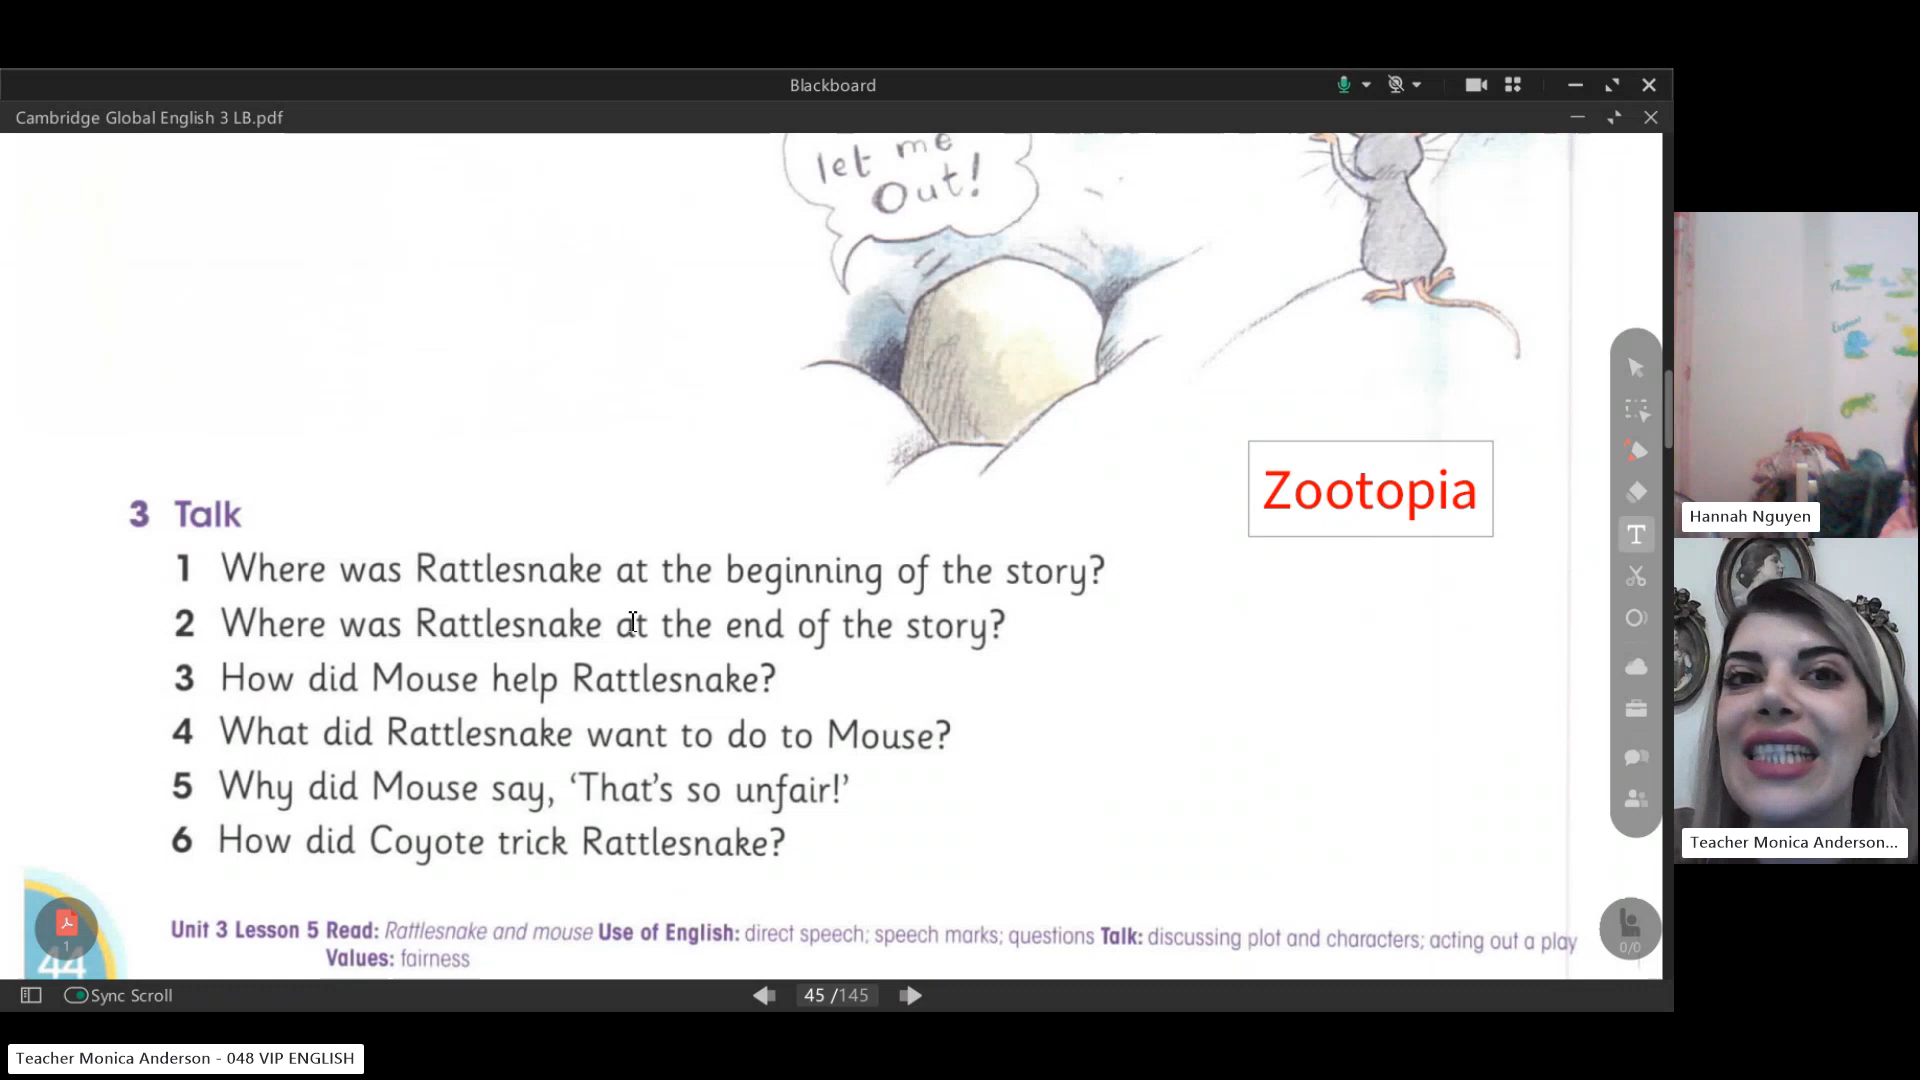 Blackboard
Cambridge Global English 3 LB.pdf
let me
Out!
Zootopia
3 Talk
1 Where was Rattlesnake at the beginning of the story?
2 Where was Rattlesnake at the end of the story?
3 How did Mouse help Rattlesnake?
4 What did Rattlesnake want to do to Mouse?
5 Why did Mouse say, ‘That’s so unfair!’
6 How did Coyote trick Rattlesnake?
Unit 3 Lesson 5 Read: Rattlesnake and mouse Use of English: direct speech; speech marks; questions Talk: discussing plot and characters; acting out a play
Values: fairness
1
44
0/0
Sync Scroll
45 /145
Hannah Nguyen
Teacher Monica Anderson...
Teacher Monica Anderson - 048 VIP ENGLISH